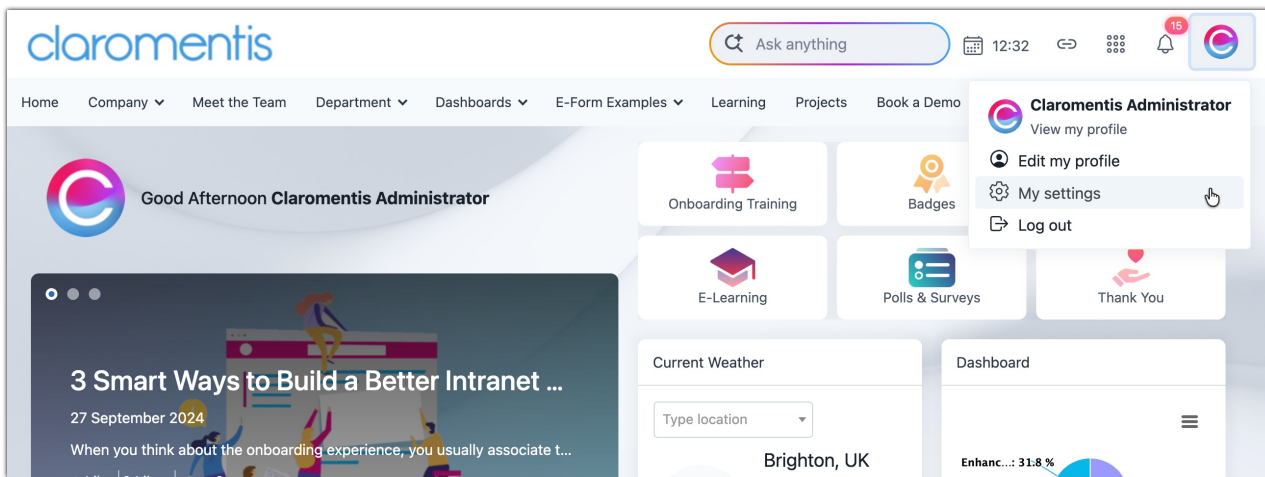 claromentis
Ask anything
12:32
15
Home Company Meet the Team Department Dashboards E-Form Examples Learning Projects Book a Demo
Claromentis Administrator
View my profile
Edit my profile
My settings
Log out
Good Afternoon Claromentis Administrator
Onboarding Training
Badges
E-Learning
Polls & Surveys
Thank You
3 Smart Ways to Build a Better Intranet ...
27 September 2024
When you think about the onboarding experience, you usually associate t...
Current Weather
Type location
Brighton, UK
Dashboard
Enhanc...: 31.8 %